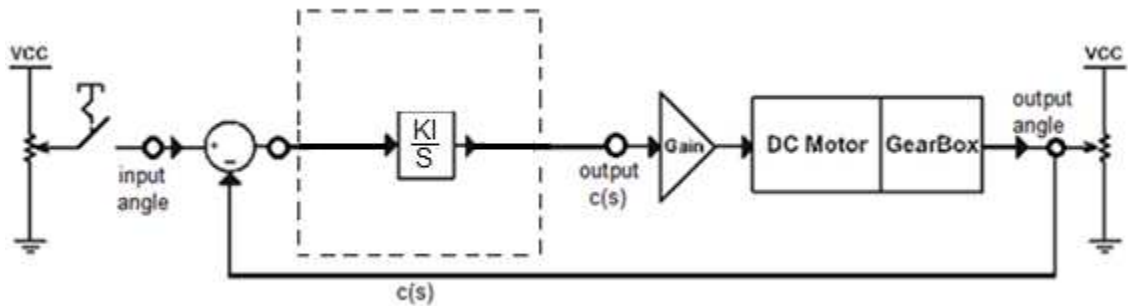 VCC
input
angle
+
-
KI
S
output
c(s)
Gain
DC Motor
GearBox
output
angle
VCC
c(s)